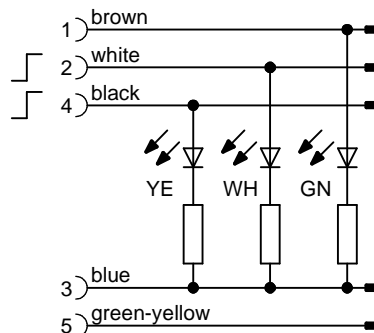 1 brown
2 white
4 black
YE WH GN
3 blue
5 green-yellow